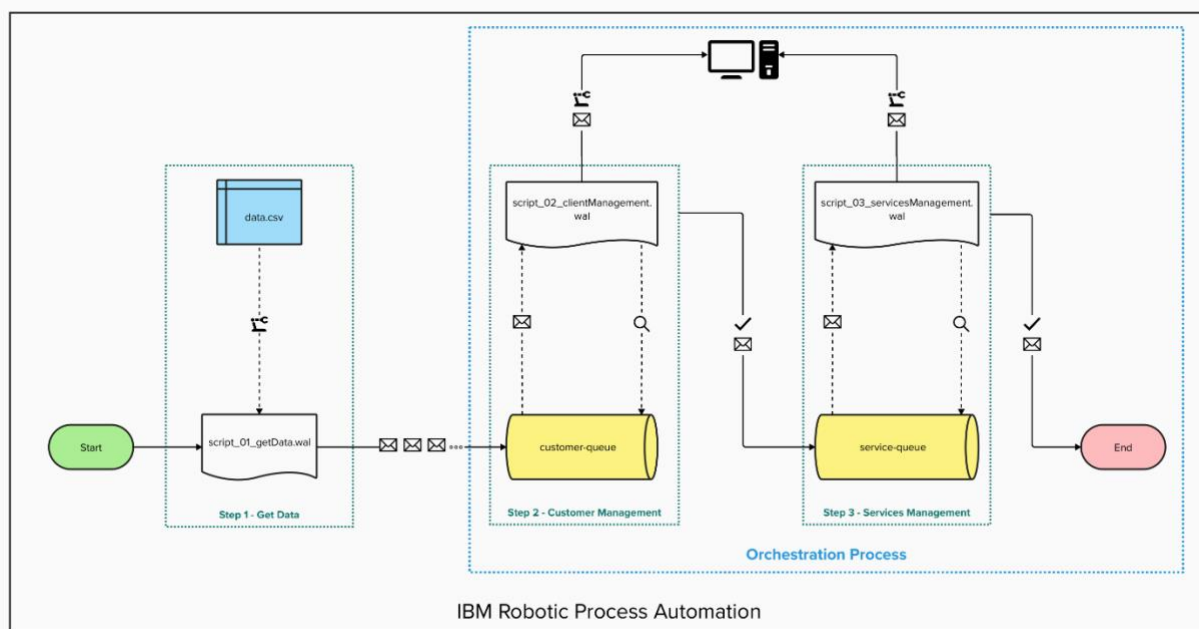 data.csv
script_01_getData.wal
Start
Step 1 - Get Data
script_02_clientManagement.
wal
customer-queue
Step 2 - Customer Management
script_03_servicesManagement.
wal
service-queue
Step 3 - Services Management
End
Orchestration Process
IBM Robotic Process Automation